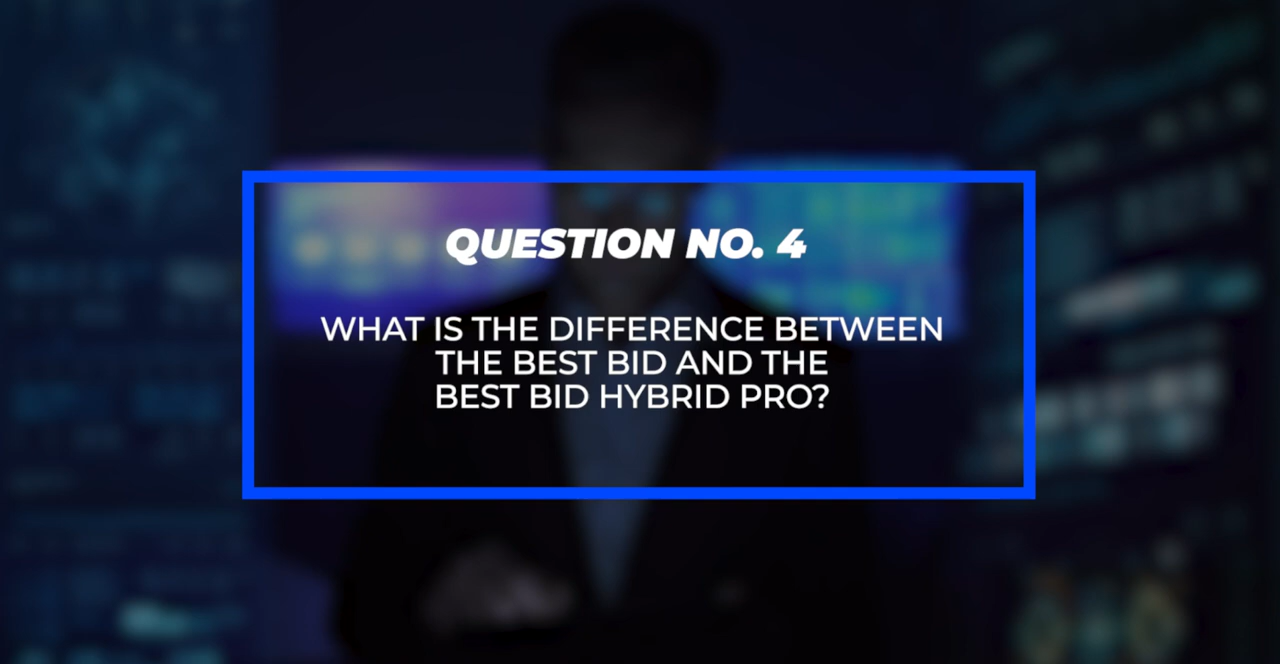 QUESTION NO. 4
WHAT IS THE DIFFERENCE BETWEEN
THE BEST BID AND THE
BEST BID HYBRID PRO?